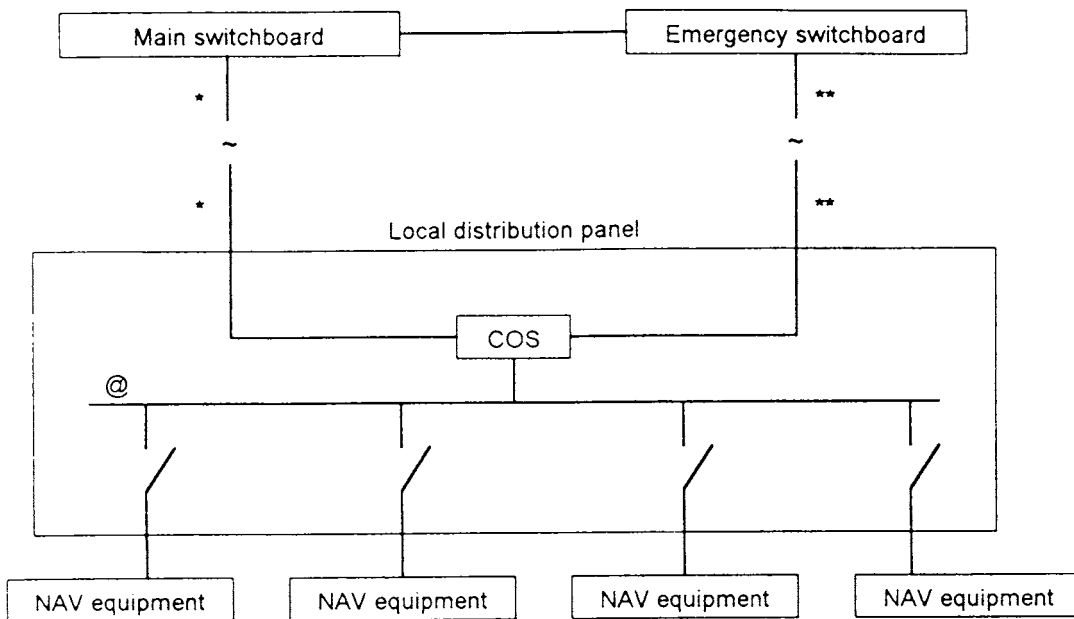 Main switchboard
Emergency switchboard
*
**
~
~
*
**
Local distribution panel
COS
@
NAV equipment
NAV equipment
NAV equipment
NAV equipment